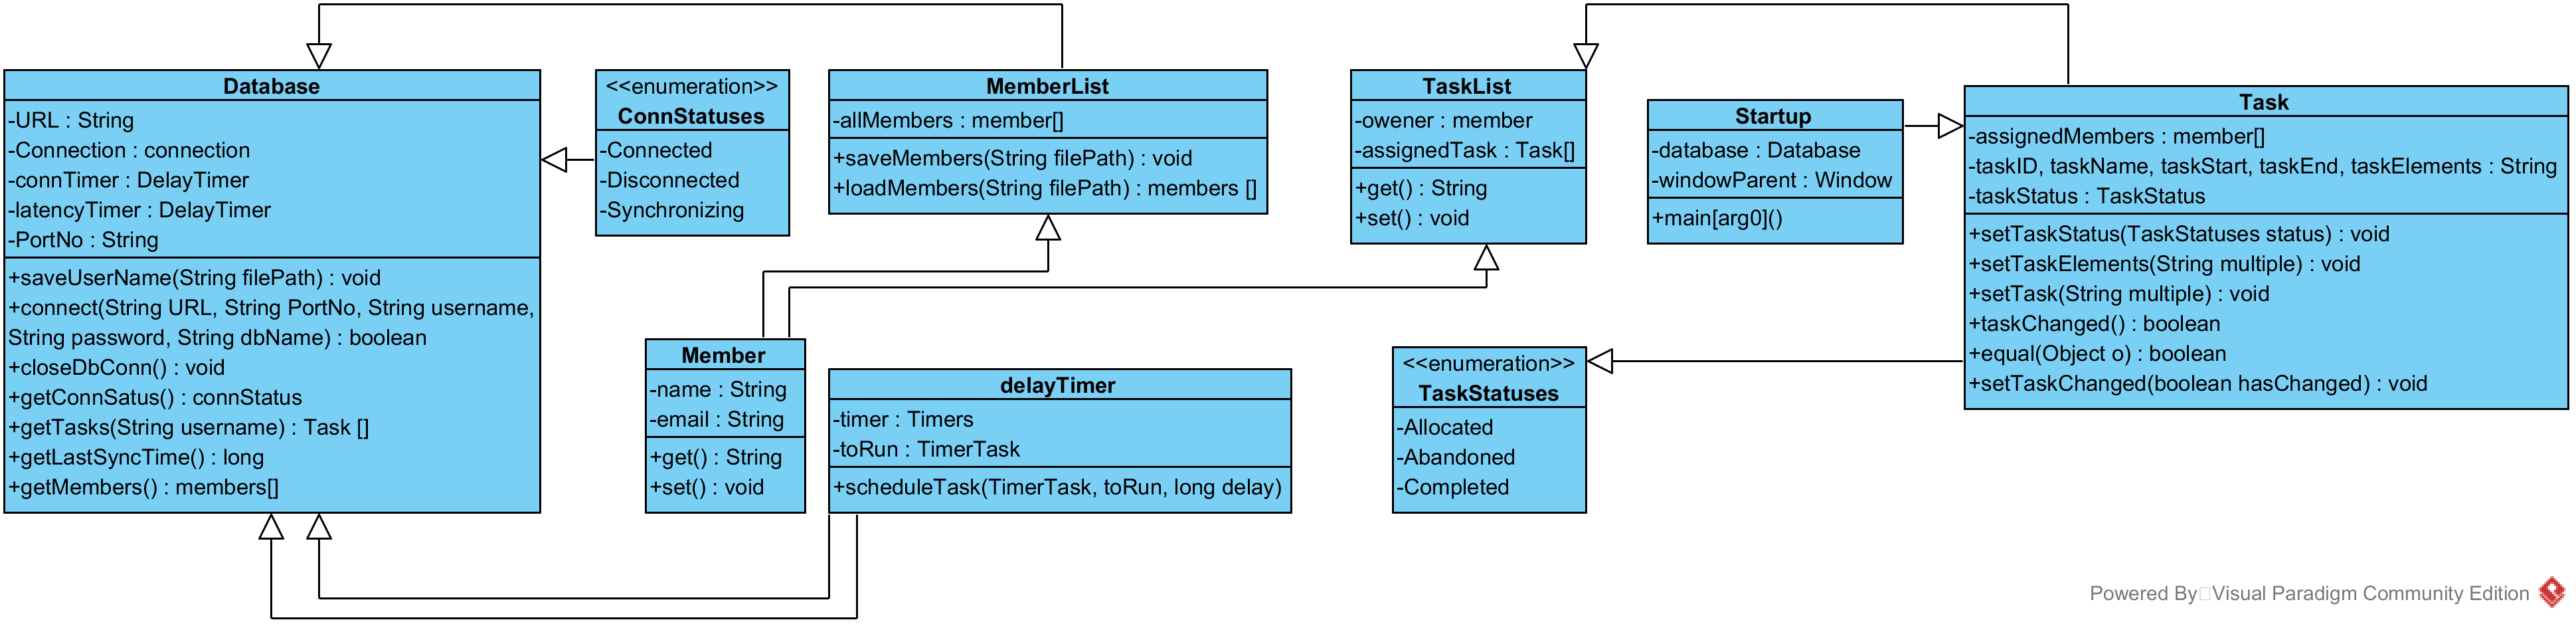 Database
-URL : String
-Connection : connection
-connTimer : DelayTimer
-latencyTimer : DelayTimer
-PortNo : String
+saveUserName(String filePath) : void
+connect(String URL, String PortNo, String username,
String password, String dbName) : boolean
+closeDbConn() : void
+getConnSatus() : connStatus
+getTasks(String username) : Task []
+getLastSyncTime() : long
+getMembers() : members[]
<<enumeration>>
ConnStatuses
-Connected
-Disconnected
-Synchronizing
MemberList
-allMembers : member[]
+saveMembers(String filePath) : void
+loadMembers(String filePath) : members []
Member
-name : String
-email : String
+get() : String
+set() : void
delayTimer
-timer : Timers
-toRun : TimerTask
+scheduleTask(TimerTask, toRun, long delay)
TaskList
-owener : member
-assignedTask : Task[]
+get() : String
+set() : void
<<enumeration>>
TaskStatuses
-Allocated
-Abandoned
-Completed
Startup
-database : Database
-windowParent : Window
+main[arg0]()
Task
-assignedMembers : member[]
-taskID, taskName, taskStart, taskEnd, taskElements : String
-taskStatus : TaskStatus
+setTaskStatus(TaskStatuses status) : void
+setTaskElements(String multiple) : void
+setTask(String multiple) : void
+taskChanged() : boolean
+equal(Object o) : boolean
+setTaskChanged(boolean hasChanged) : void
Powered By Visual Paradigm Community Edition